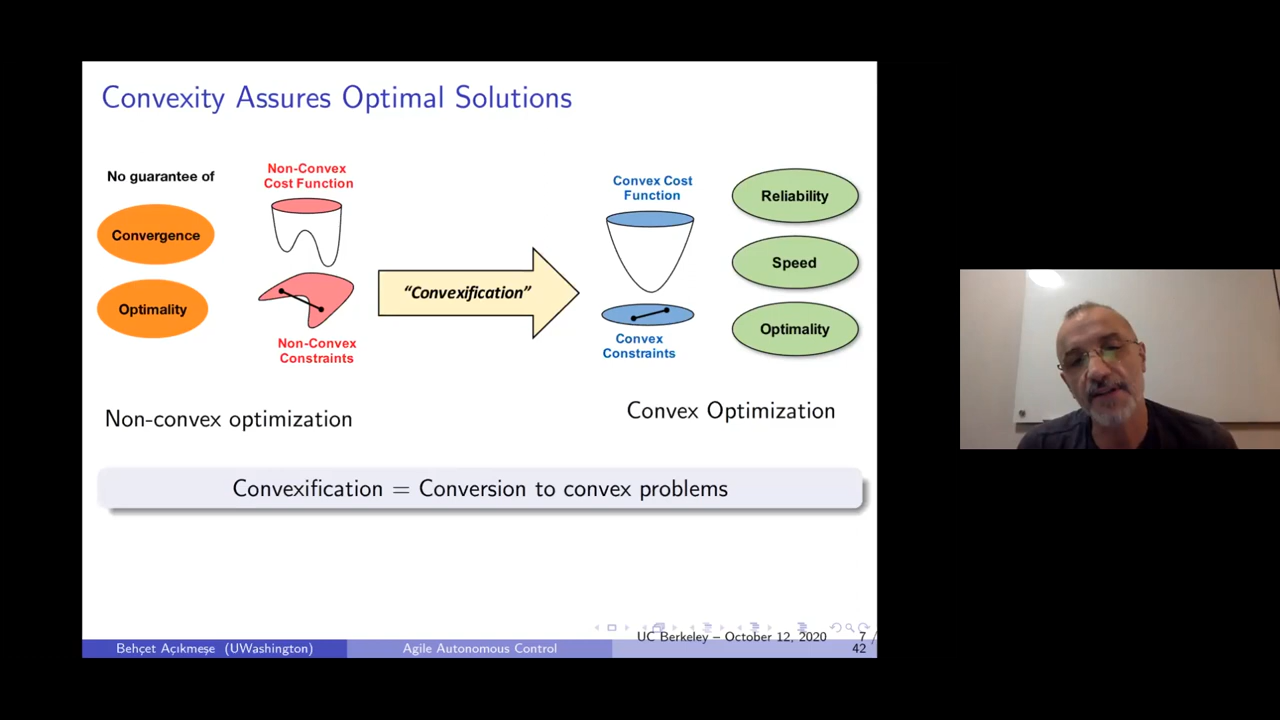 Convexity Assures Optimal Solutions
No guarantee of
Convergence
Optimality
Non-Convex
Cost Function
Non-Convex
Constraints
“Convexification”
Convex Cost
Function
Convex
Constraints
Reliability
Speed
Optimality
Non-convex optimization
Convex Optimization
Convexification = Conversion to convex problems
UC Berkeley – October 12, 2020 7 /
42
Behçet Açıkmeşe (UWashington)
Agile Autonomous Control